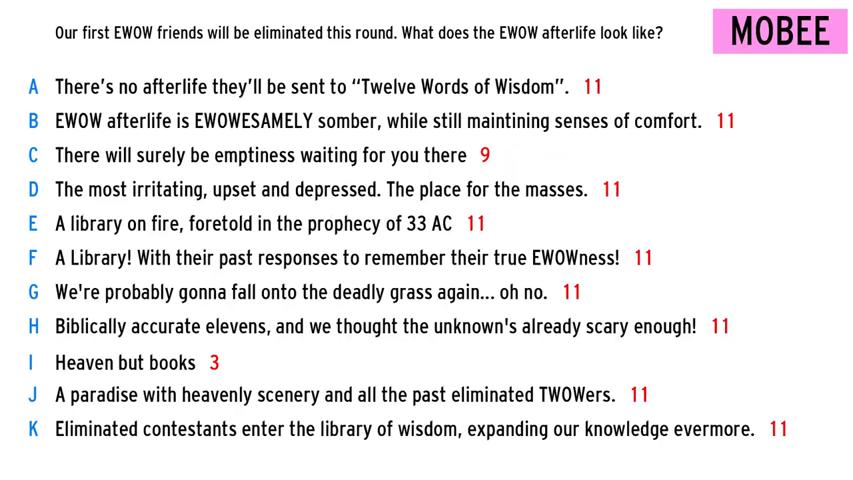 Our first EWOW friends will be eliminated this round. What does the EWOW afterlife look like?
MOBEE
A There's no afterlife they'll be sent to “Twelve Words of Wisdom”. 11
B EWOW afterlife is EWOWESAMELY somber, while still maintining senses of comfort. 11
C There will surely be emptiness waiting for you there 9
D The most irritating, upset and depressed. The place for the masses. 11
E A library on fire, foretold in the prophecy of 33 AC 11
F A Library! With their past responses to remember their true EWOWness! 11
G We're probably gonna fall onto the deadly grass again... oh no. 11
H Biblically accurate elevens, and we thought the unknown's already scary enough! 11
I Heaven but books 3
J A paradise with heavenly scenery and all the past eliminated TWOWers. 11
K Eliminated contestants enter the library of wisdom, expanding our knowledge evermore. 11